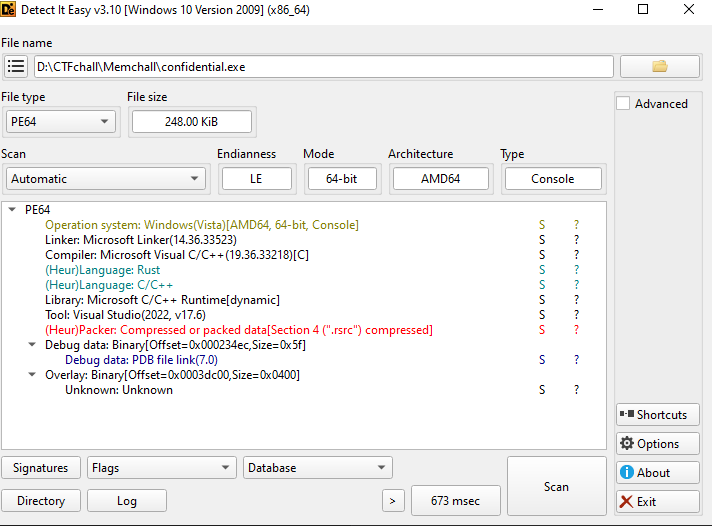 Detect It Easy v3.10 [Windows 10 Version 2009] (x86_64)
File name
D:\CTFchall\Memchall\confidential.exe
File type
File size
PE64
248.00 KiB
Advanced
Scan
Endianness
Mode
Architecture
Type
Automatic
LE
64-bit
AMD64
Console
PE64
Operation system: Windows(Vista)[AMD64, 64-bit, Console] S ?
Linker: Microsoft Linker(14.36.33523) S ?
Compiler: Microsoft Visual C/C++(19.36.33218)[C] S ?
(Heur)Language: Rust S ?
(Heur)Language: C/C++ S ?
Library: Microsoft C/C++ Runtime[dynamic] S ?
Tool: Visual Studio(2022, v17.6) S ?
(Heur)Packer: Compressed or packed data[Section 4 (".rsrc") compressed] S ?
Debug data: Binary[Offset=0x000234ec,Size=0x5f]
Debug data: PDB file link(7.0) S ?
Overlay: Binary[Offset=0x0003dc00,Size=0x0400]
Unknown: Unknown S ?
Shortcuts
Options
About
Exit
Signatures
Flags
Database
Scan
Directory
Log
>
673 msec